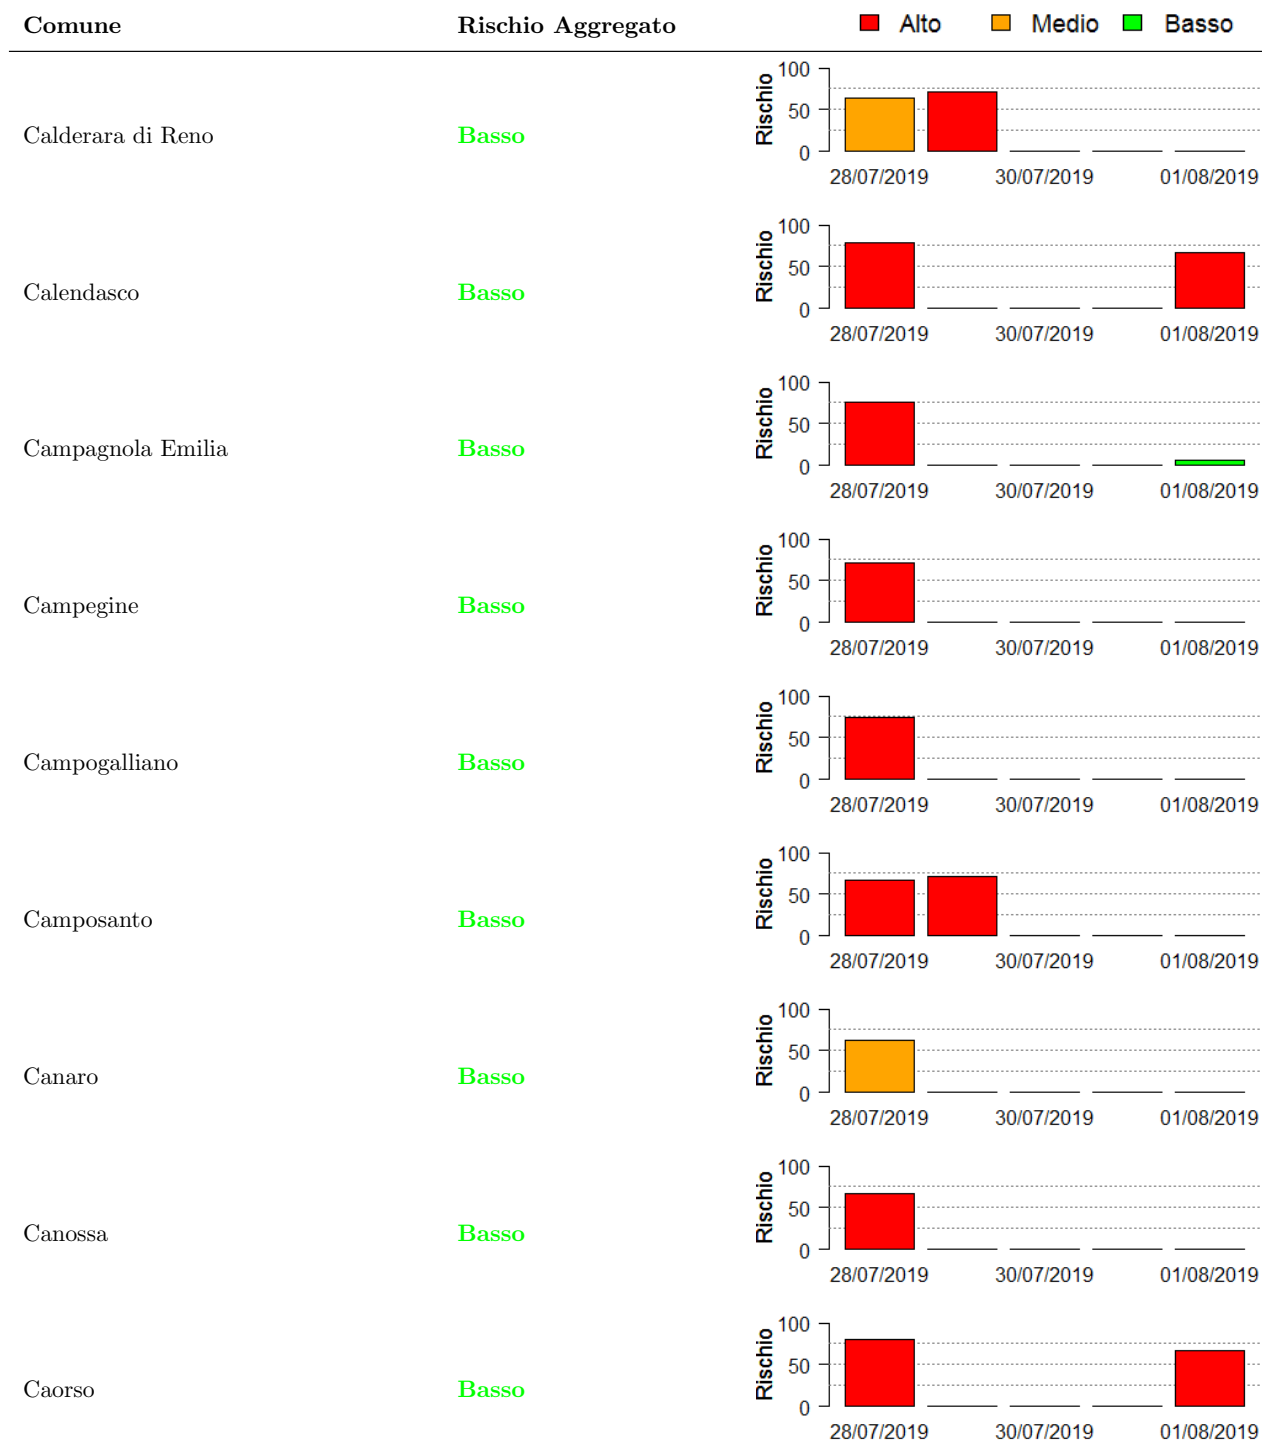 Comune Rischio Aggregato Alto Medio Basso
Calderara di Reno Basso
Rischio
100
50
0
28/07/2019 30/07/2019 01/08/2019
Calendasco Basso
Rischio
100
50
0
28/07/2019 30/07/2019 01/08/2019
Campagnola Emilia Basso
Rischio
100
50
0
28/07/2019 30/07/2019 01/08/2019
Campegine Basso
Rischio
100
50
0
28/07/2019 30/07/2019 01/08/2019
Campogalliano Basso
Rischio
100
50
0
28/07/2019 30/07/2019 01/08/2019
Camposanto Basso
Rischio
100
50
0
28/07/2019 30/07/2019 01/08/2019
Canaro Basso
Rischio
100
50
0
28/07/2019 30/07/2019 01/08/2019
Canossa Basso
Rischio
100
50
0
28/07/2019 30/07/2019 01/08/2019
Caorso Basso
Rischio
100
50
0
28/07/2019 30/07/2019 01/08/2019